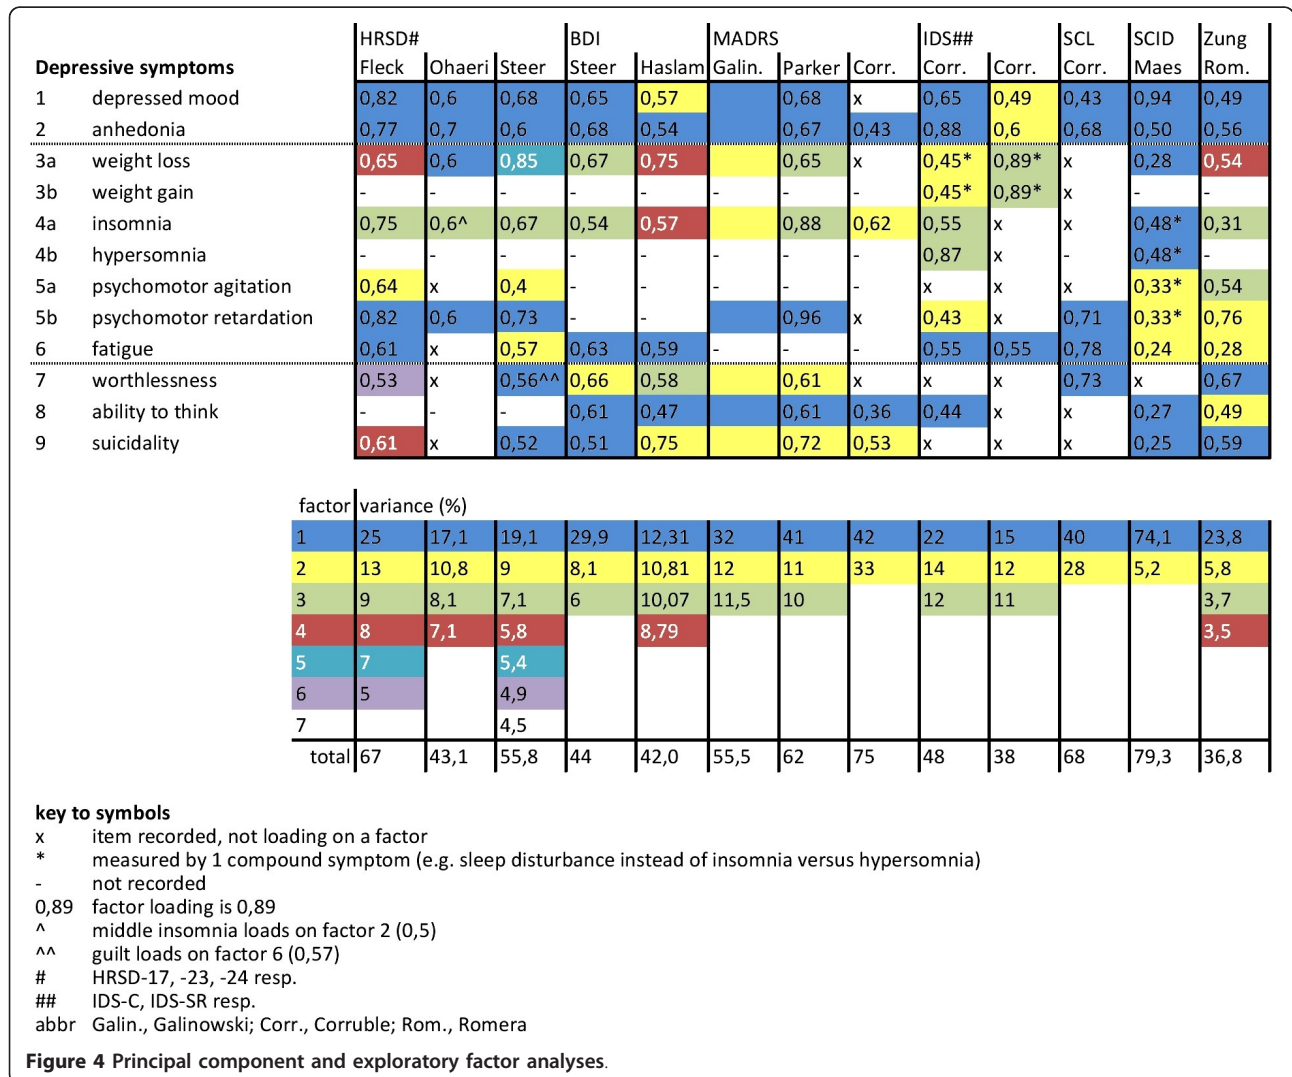 HRSD# BDI MADRS IDS## SCL SCID Zung
Depressive symptoms Fleck Ohaeri Steer Steer Haslam Galin. Parker Corr. Corr. Corr. Corr. Maes Rom.
1 depressed mood 0,82 0,6 0,68 0,65 0,57 0,68 x 0,65 0,49 0,43 0,94 0,49
2 anhedonia 0,77 0,7 0,6 0,68 0,54 0,67 0,43 0,88 0,6 0,68 0,50 0,56
3a weight loss 0,65 0,6 0,85 0,67 0,75 0,65 x 0,45* 0,89* x 0,28 0,54
3b weight gain - - - - - - - - 0,45* 0,89* x - -
4a insomnia 0,75 0,6^ 0,67 0,54 0,57 0,88 0,62 0,55 x x 0,48* 0,31
4b hypersomnia - - - - - - - - 0,87 x - 0,48* -
5a psychomotor agitation 0,64 x 0,4 - - - - - x x x 0,33* 0,54
5b psychomotor retardation 0,82 0,6 0,73 - - 0,96 x 0,43 x 0,71 0,33* 0,76
6 fatigue 0,61 x 0,57 0,63 0,59 - - - 0,55 0,55 0,78 0,24 0,28
7 worthlessness 0,53 x 0,56^^ 0,66 0,58 0,61 x x x 0,73 x 0,67
8 ability to think - - - 0,61 0,47 0,61 0,36 0,44 x x 0,27 0,49
9 suicidality 0,61 x 0,52 0,51 0,75 0,72 0,53 x x x 0,25 0,59
factor variance (%)
1 25 17,1 19,1 29,9 12,31 32 41 42 22 15 40 74,1 23,8
2 13 10,8 9 8,1 10,81 12 11 33 14 12 28 5,2 5,8
3 9 8,1 7,1 6 10,07 11,5 10 12 11 3,7
4 8 7,1 5,8 8,79 3,5
5 7 5,4
6 5 4,9
7 4,5
total 67 43,1 55,8 44 42,0 55,5 62 75 48 38 68 79,3 36,8
key to symbols
x item recorded, not loading on a factor
* measured by 1 compound symptom (e.g. sleep disturbance instead of insomnia versus hypersomnia)
- not recorded
0,89 factor loading is 0,89
^ middle insomnia loads on factor 2 (0,5)
^^ guilt loads on factor 6 (0,57)
# HRSD-17, -23, -24 resp.
## IDS-C, IDS-SR resp.
abbr Galin., Galinowski; Corr., Corruble; Rom., Romera
Figure 4 Principal component and exploratory factor analyses.